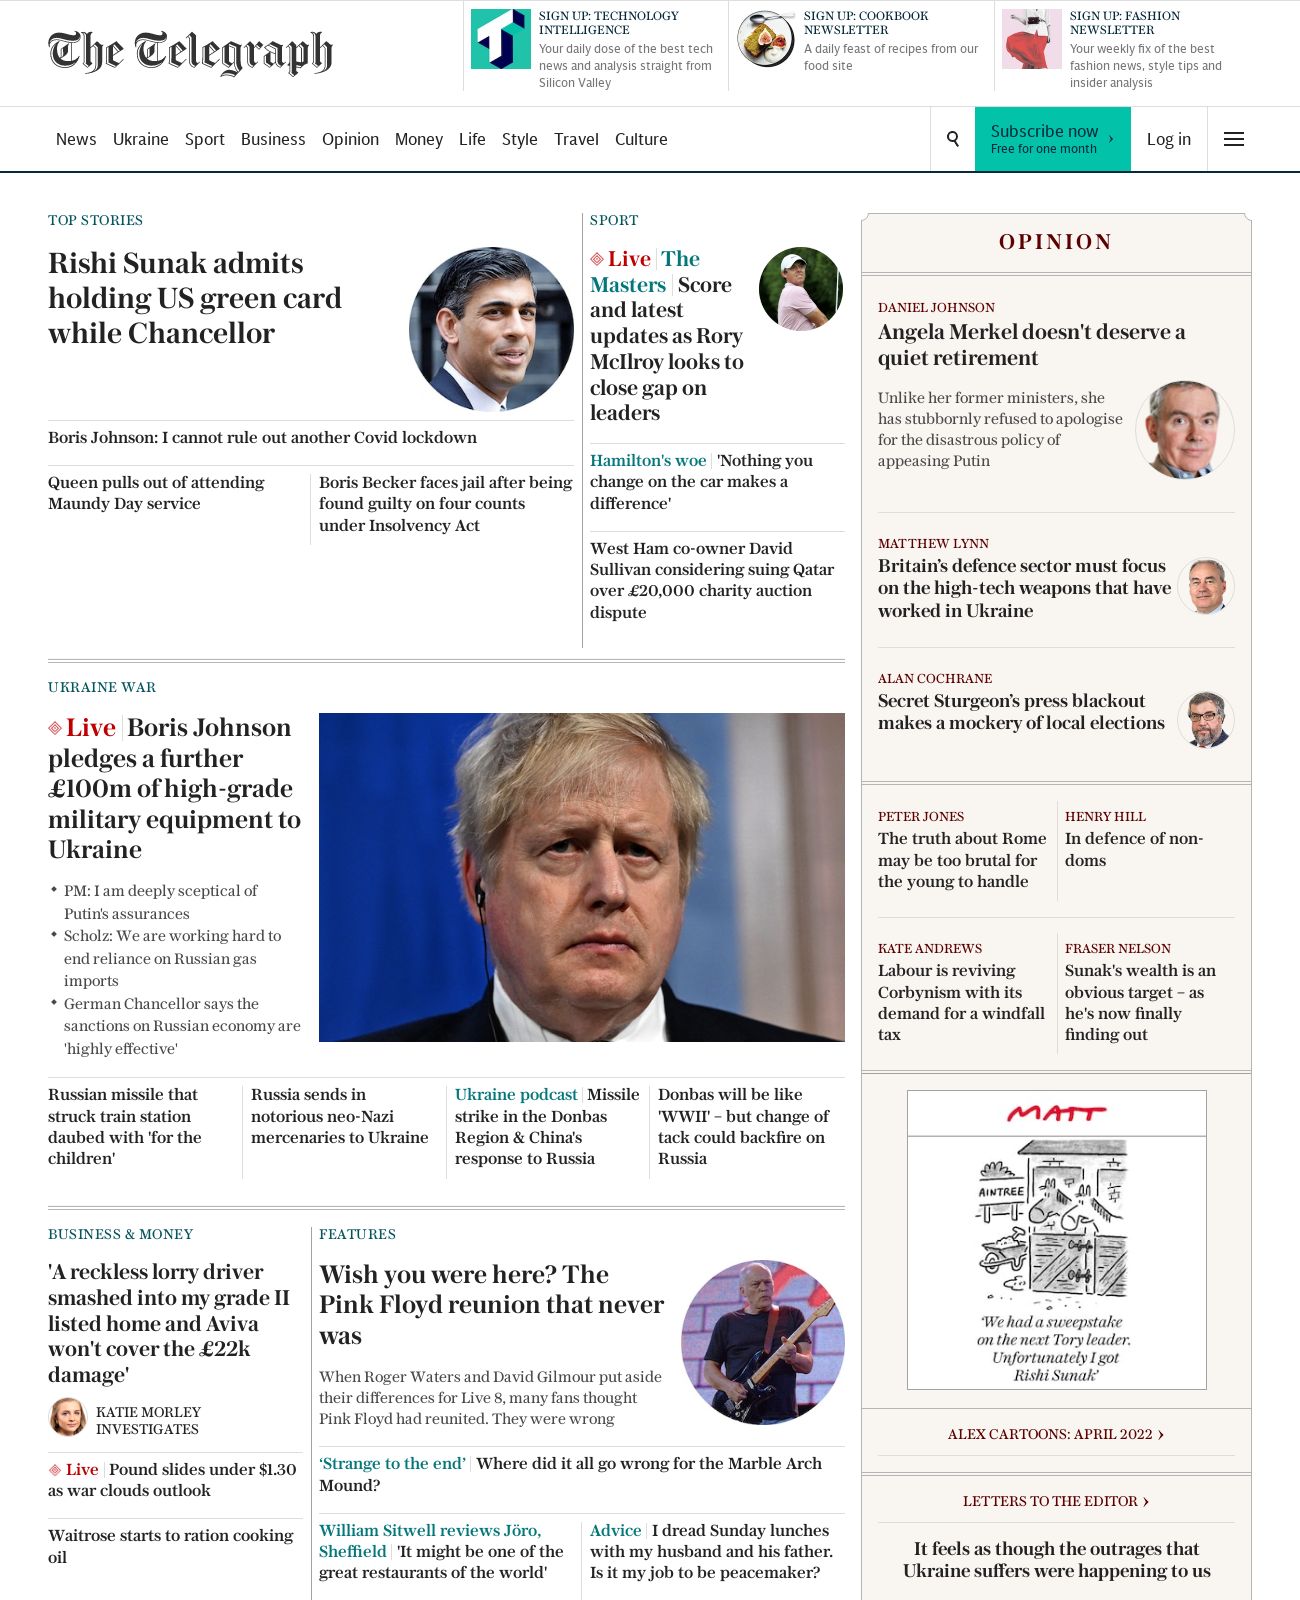 The Telegraph
SIGN UP: TECHNOLOGY
INTELLIGENCE
Your daily dose of the best tech
news and analysis straight from
Silicon Valley
SIGN UP: COOKBOOK
NEWSLETTER
A daily feast of recipes from our
food site
SIGN UP: FASHION
NEWSLETTER
Your weekly fix of the best
fashion news, style tips and
insider analysis
News Ukraine Sport Business Opinion Money Life Style Travel Culture
Subscribe now
Free for one month
Log in
TOP STORIES
Rishi Sunak admits
holding US green card
while Chancellor
Boris Johnson: I cannot rule out another Covid lockdown
Queen pulls out of attending
Maundy Day service
Boris Becker faces jail after being
found guilty on four counts
under Insolvency Act
SPORT
Live The
Masters Score
and latest
updates as Rory
McIlroy looks to
close gap on
leaders
Hamilton's woe 'Nothing you
change on the car makes a
difference'
West Ham co-owner David
Sullivan considering suing Qatar
over £20,000 charity auction
dispute
UKRAINE WAR
Live Boris Johnson
pledges a further
£100m of high-grade
military equipment to
Ukraine
PM: I am deeply sceptical of
Putin's assurances
Scholz: We are working hard to
end reliance on Russian gas
imports
German Chancellor says the
sanctions on Russian economy are
'highly effective'
Russian missile that
struck train station
daubed with 'for the
children'
Russia sends in
notorious neo-Nazi
mercenaries to Ukraine
Ukraine podcast Missile
strike in the Donbas
Region & China's
response to Russia
Donbas will be like
'WWII' – but change of
tack could backfire on
Russia
BUSINESS & MONEY
'A reckless lorry driver
smashed into my grade II
listed home and Aviva
won't cover the £22k
damage'
KATIE MORLEY
INVESTIGATES
Live Pound slides under $1.30
as war clouds outlook
Waitrose starts to ration cooking
oil
FEATURES
Wish you were here? The
Pink Floyd reunion that never
was
When Roger Waters and David Gilmour put aside
their differences for Live 8, many fans thought
Pink Floyd had reunited. They were wrong
‘Strange to the end’ Where did it all go wrong for the Marble Arch
Mound?
William Sitwell reviews Jöro,
Sheffield 'It might be one of the
great restaurants of the world'
Advice I dread Sunday lunches
with my husband and his father.
Is it my job to be peacemaker?
OPINION
DANIEL JOHNSON
Angela Merkel doesn't deserve a
quiet retirement
Unlike her former ministers, she
has stubbornly refused to apologise
for the disastrous policy of
appeasing Putin
MATTHEW LYNN
Britain’s defence sector must focus
on the high-tech weapons that have
worked in Ukraine
ALAN COCHRANE
Secret Sturgeon’s press blackout
makes a mockery of local elections
PETER JONES
The truth about Rome
may be too brutal for
the young to handle
HENRY HILL
In defence of non-
doms
KATE ANDREWS
Labour is reviving
Corbynism with its
demand for a windfall
tax
FRASER NELSON
Sunak's wealth is an
obvious target – as
he's now finally
finding out
MATT
AINTREE
‘We had a sweepstake
on the next Tory leader.
Unfortunately I got
Rishi Sunak’
ALEX CARTOONS: APRIL 2022
LETTERS TO THE EDITOR
It feels as though the outrages that
Ukraine suffers were happening to us